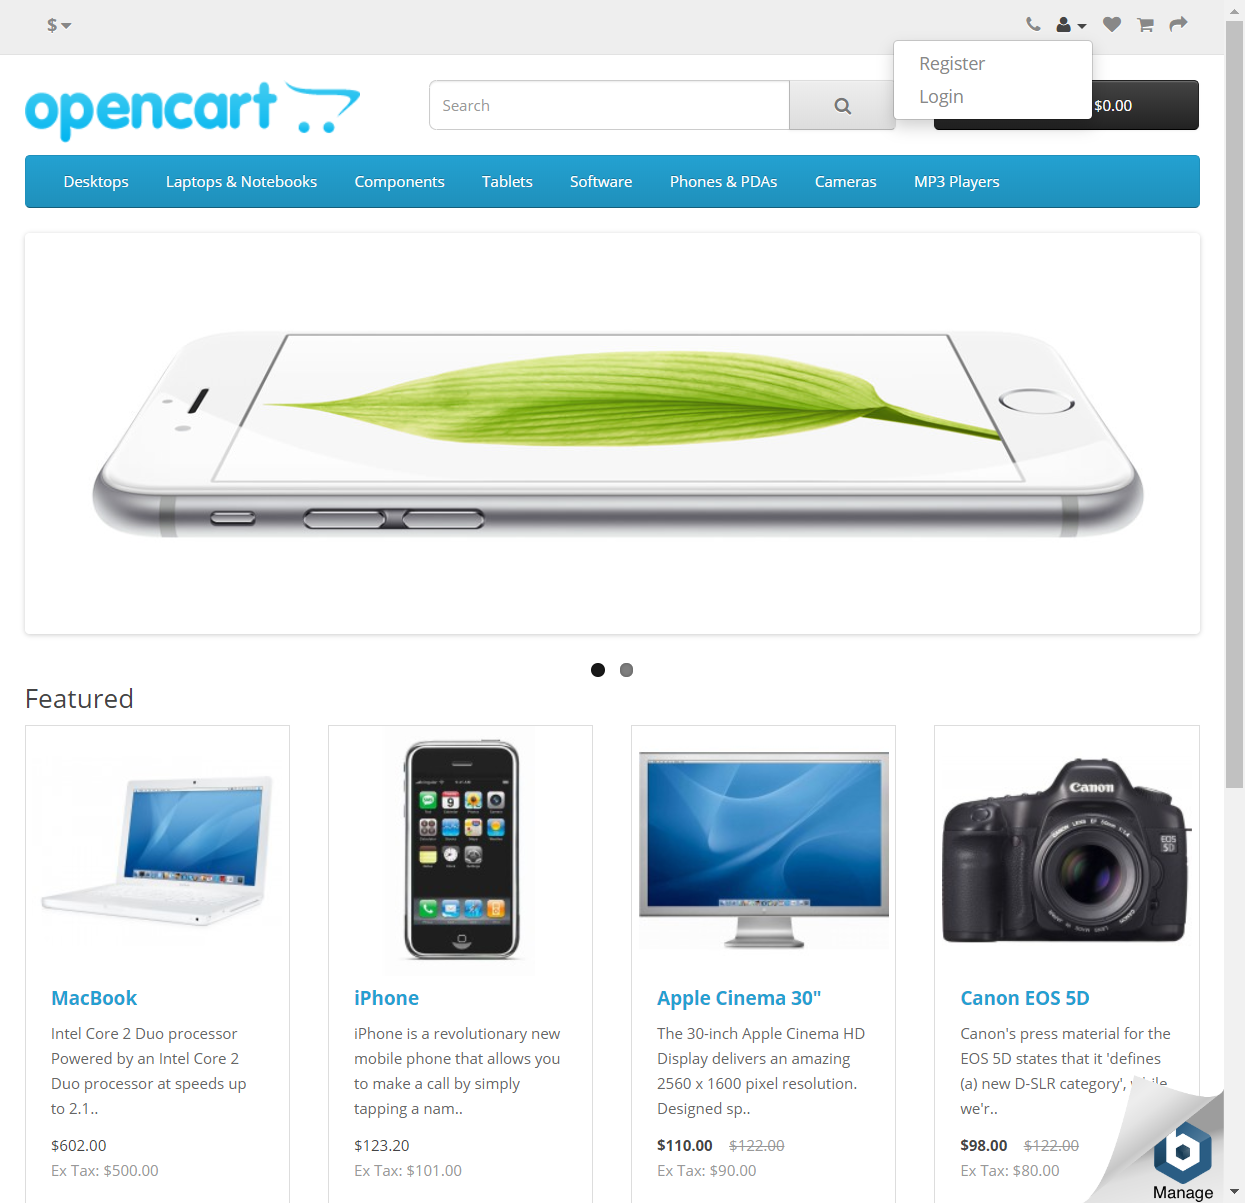 $
Register
Login
opencart
Search
$0.00
Desktops
Laptops & Notebooks
Components
Tablets
Software
Phones & PDAs
Cameras
MP3 Players
Featured
MacBook
Intel Core 2 Duo processor
Powered by an Intel Core 2
Duo processor at speeds up
to 2.1..
$602.00
Ex Tax: $500.00
iPhone
iPhone is a revolutionary new
mobile phone that allows you
to make a call by simply
tapping a nam..
$123.20
Ex Tax: $101.00
Apple Cinema 30"
The 30-inch Apple Cinema HD
Display delivers an amazing
2560 x 1600 pixel resolution.
Designed sp..
$110.00 $122.00
Ex Tax: $90.00
Canon
EOS
5D
Canon EOS 5D
Canon's press material for the
EOS 5D states that it 'defines
(a) new D-SLR category', while
we'r..
$98.00 $122.00
Ex Tax: $80.00
Manage